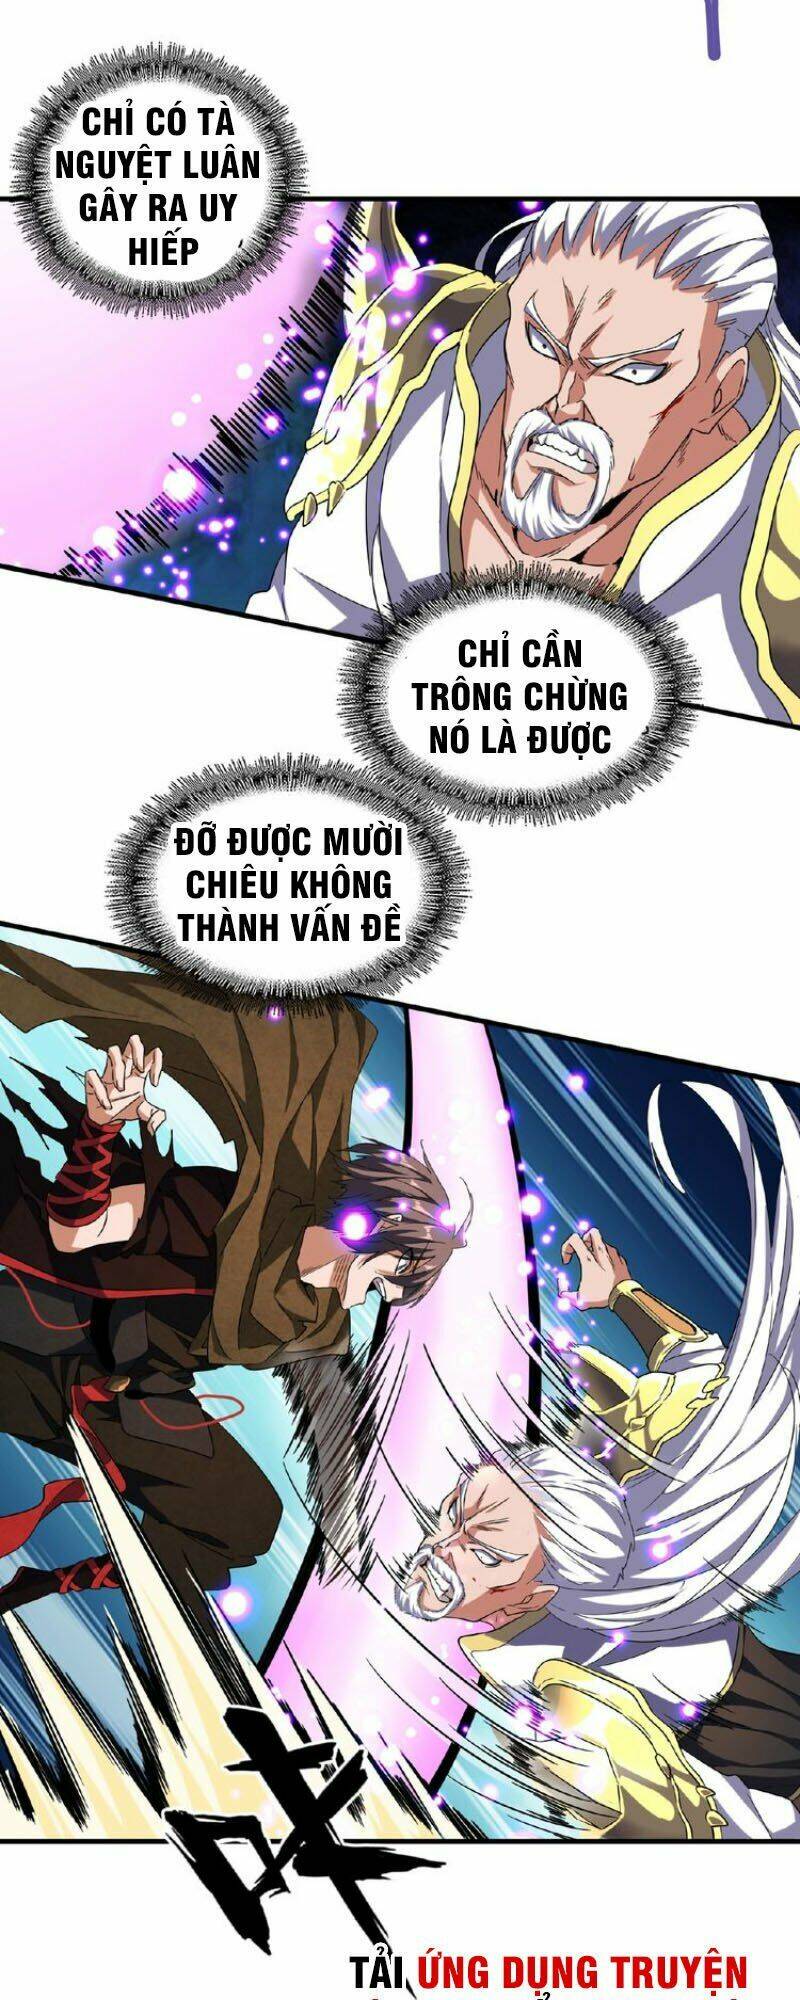 CHỈ CÓ TÀ
NGUYỆT LUÂN
GÂY RA UY
HIẾP
CHỈ CẦN
TRÔNG CHỪNG
NÓ LÀ ĐƯỢC
ĐỠ ĐƯỢC MƯỜI
CHIÊU KHÔNG
THÀNH VẤN ĐỀ
TẢI ỨNG DỤNG TRUYỆN